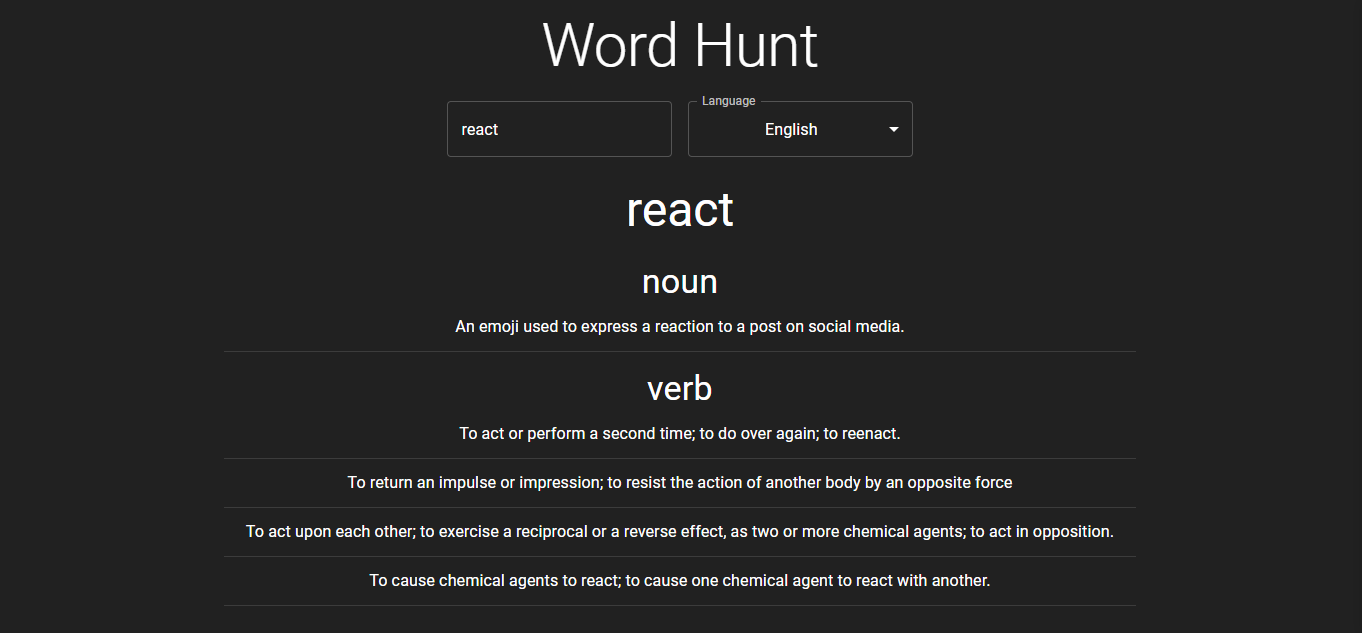 Word Hunt
Language
react
English
react
noun
An emoji used to express a reaction to a post on social media.
verb
To act or perform a second time; to do over again; to reenact.
To return an impulse or impression; to resist the action of another body by an opposite force
To act upon each other; to exercise a reciprocal or a reverse effect, as two or more chemical agents; to act in opposition.
To cause chemical agents to react; to cause one chemical agent to react with another.